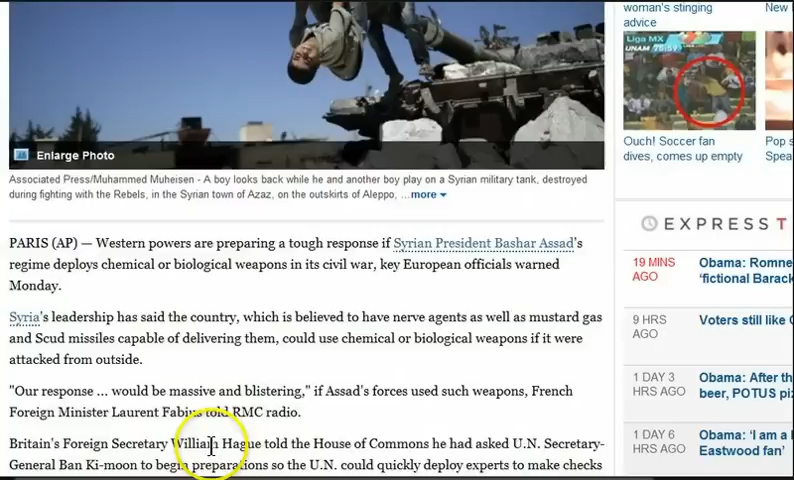 woman's stinging
advice
New
Liga MX
UNAM
Ouch! Soccer fan
dives, comes up empty
Pop s
Spea
Enlarge Photo
Associated Press/Muhammed Muheisen - A boy looks back while he and another boy play on a Syrian military tank, destroyed
during fighting with the Rebels, in the Syrian town of Azaz, on the outskirts of Aleppo, ...more
PARIS (AP) — Western powers are preparing a tough response if Syrian President Bashar Assad's
regime deploys chemical or biological weapons in its civil war, key European officials warned
Monday.
Syria's leadership has said the country, which is believed to have nerve agents as well as mustard gas
and Scud missiles capable of delivering them, could use chemical or biological weapons if it were
attacked from outside.
"Our response ... would be massive and blistering," if Assad's forces used such weapons, French
Foreign Minister Laurent Fabius told RMC radio.
Britain's Foreign Secretary William Hague told the House of Commons he had asked U.N. Secretary-
General Ban Ki-moon to begin preparations so the U.N. could quickly deploy experts to make checks
EXPRESS T
19 MINS
AGO
Obama: Romne
'fictional Barack
9 HRS
AGO
Voters still like O
1 DAY 3
HRS AGO
Obama: After th
beer, POTUS piz
1 DAY 6
HRS AGO
Obama: 'I am a
Eastwood fan'